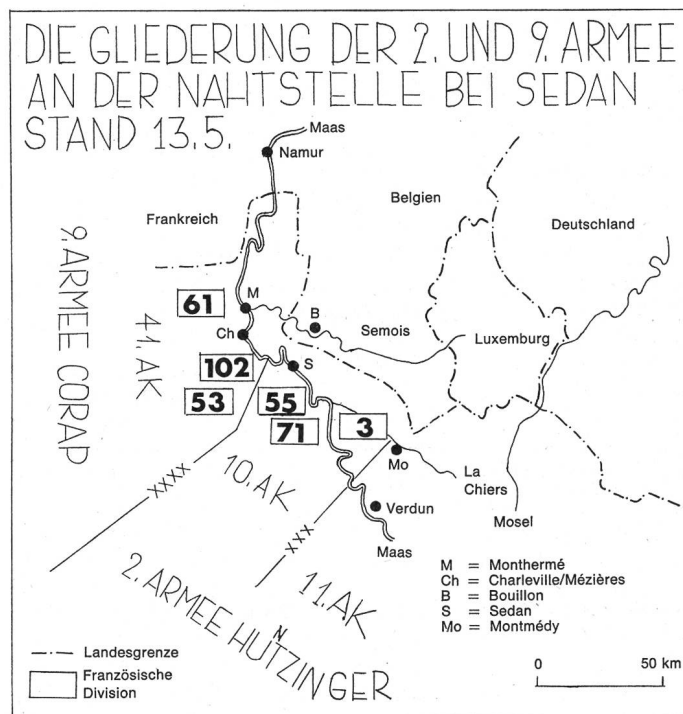 DIE GLIEDERUNG DER 2. UND 9. ARMEE
AN DER NAHTSTELLE BEI SEDAN
STAND 13.5.
Maas
Namur
Belgien
Frankreich
Deutschland
9. ARMEE CORAP
41. AK
61
M
B
Ch
Semois
Luxemburg
102
S
53
55
71
3
Mo
La
Chiers
10. AK
XXXX
Verdun
Mosel
XXX
Maas
2. ARMEE HUTZINGER
N
11. AK
M = Monthermé
Ch = Charleville/Mézières
B = Bouillon
S = Sedan
Mo = Montmédy
Landesgrenze
Französische
Division
0 50 km